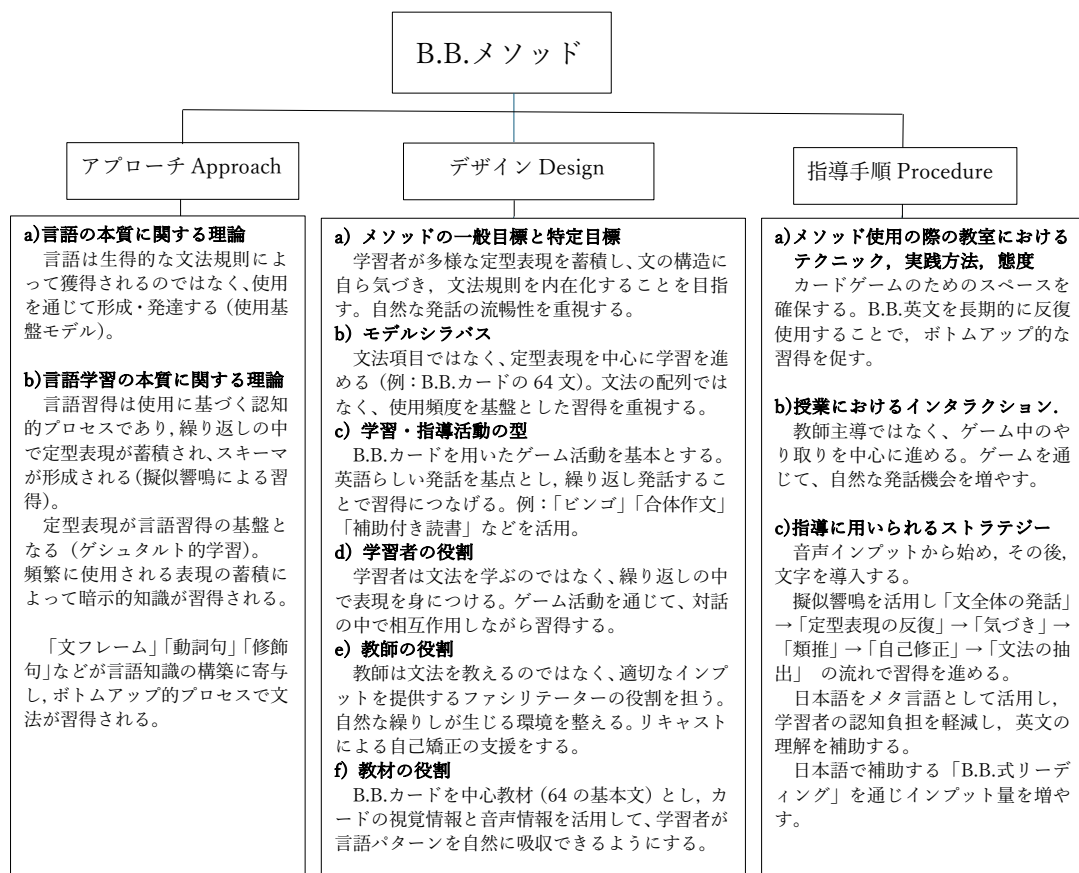 B.B.メソッド
アプローチ Approach
a)言語の本質に関する理論
言語は生得的な文法規則によ
って獲得されるのではなく、使用
を通じて形成・発達する（使用基
盤モデル）。
b)言語学習の本質に関する理論
言語習得は使用に基づく認知
的プロセスであり, 繰り返しの中
で定型表現が蓄積され、スキーマ
が形成される(擬似響鳴による習
得)。
定型表現が言語習得の基盤と
なる（ゲシュタルト的学習）。
頻繁に使用される表現の蓄積に
よって暗示的知識が習得される。
「文フレーム」「動詞句」「修飾
句」などが言語知識の構築に寄与
し, ボトムアップ的プロセスで文
法が習得される。
デザイン Design
a) メソッドの一般目標と特定目標
学習者が多様な定型表現を蓄積し、文の構造に
自ら気づき, 文法規則を内在化することを目指
す。自然な発話の流暢性を重視する。
b) モデルシラバス
文法項目ではなく、定型表現を中心に学習を進
める（例：B.B.カードの 64 文）。文法の配列では
なく、使用頻度を基盤とした習得を重視する。
c) 学習・指導活動の型
B.B.カードを用いたゲーム活動を基本とする。
英語らしい発話を基点とし, 繰り返し発話するこ
とで習得につなげる。例：「ビンゴ」「合体作文」
「補助付き読書」などを活用。
d) 学習者の役割
学習者は文法を学ぶのではなく、繰り返しの中
で表現を身につける。ゲーム活動を通じて、対話
の中で相互作用しながら習得する。
e) 教師の役割
教師は文法を教えるのではなく、適切なインプ
ットを提供するファシリテーターの役割を担う。
自然な繰りしが生じる環境を整える。リキャスト
による自己矯正の支援をする。
f) 教材の役割
B.B.カードを中心教材（64 の基本文）とし, カ
ードの視覚情報と音声情報を活用して、学習者が
言語パターンを自然に吸収できるようにする。
指導手順 Procedure
a)メソッド使用の際の教室における
テクニック, 実践方法, 態度
カードゲームのためのスペースを
確保する。B.B.英文を長期的に反復
使用することで, ボトムアップ的な
習得を促す。
b)授業におけるインタラクション.
教師主導ではなく、ゲーム中のや
り取りを中心に進める。ゲームを通
じて、自然な発話機会を増やす。
c)指導に用いられるストラテジー
音声インプットから始め, その後,
文字を導入する。
擬似響鳴を活用し「文全体の発話」
→「定型表現の反復」→「気づき」→
「類推」→「自己修正」→「文法の抽
出」 の流れで習得を進める。
日本語をメタ言語として活用し,
学習者の認知負担を軽減し, 英文の
理解を補助する。
日本語で補助する「B.B.式リーデ
ィング」を通じインプット量を増や
す。